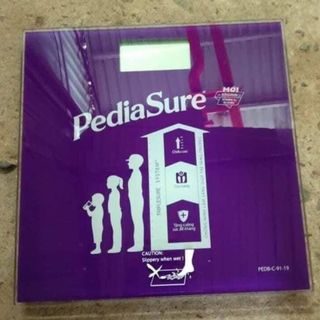 PediaSure
MỚI
Chiều cao
Cân nặng
Tăng cường
sức đề kháng
TRIPLESURE SYSTEM
CAUTION:
Slippery when wet !
PEDB-C-91-19